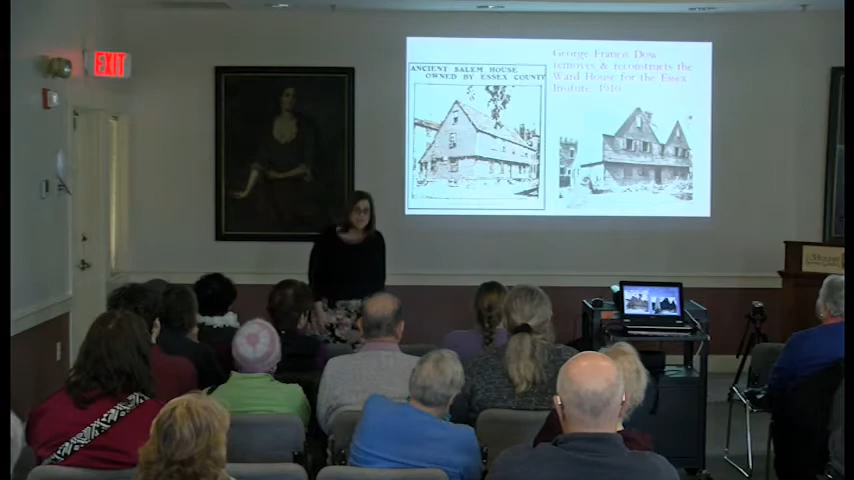 EXIT
ANCIENT SALEM HOUSE
OWNED BY ESSEX COUNTY
George Francis Dow
removes & reconstructs the
Ward House for the Essex
Institute, 1910
House